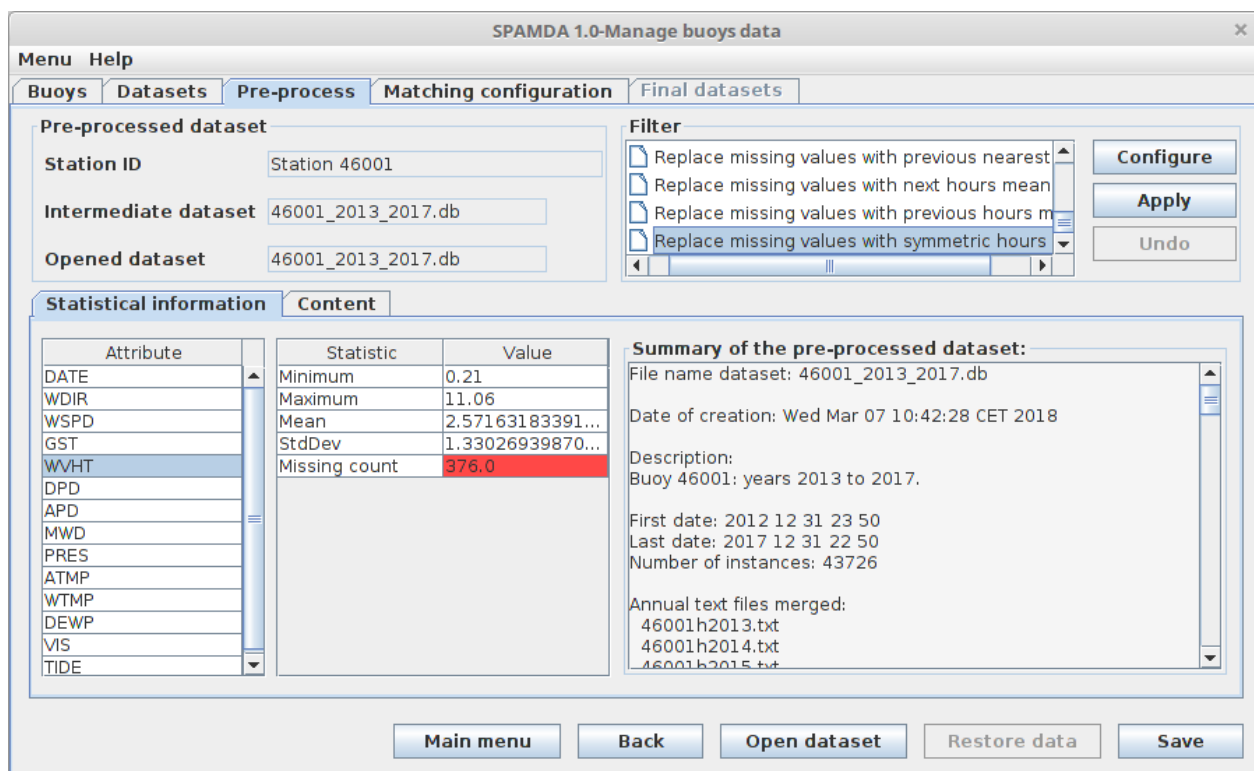 SPAMDA 1.0-Manage buoys data
Menu Help
Buoys Datasets Pre-process Matching configuration Final datasets
Pre-processed dataset
Station ID Station 46001
Intermediate dataset 46001_2013_2017.db
Opened dataset 46001_2013_2017.db
Filter
Replace missing values with previous nearest
Replace missing values with next hours mean
Replace missing values with previous hours m
Replace missing values with symmetric hours
Configure
Apply
Undo
Statistical information Content
Attribute
DATE
WDIR
WSPD
GST
WVHT
DPD
APD
MWD
PRES
ATMP
WTMP
DEWP
VIS
TIDE
Statistic Value
Minimum 0.21
Maximum 11.06
Mean 2.57163183391...
StdDev 1.33026939870...
Missing count 376.0
Summary of the pre-processed dataset:
File name dataset: 46001_2013_2017.db
Date of creation: Wed Mar 07 10:42:28 CET 2018
Description:
Buoy 46001: years 2013 to 2017.
First date: 2012 12 31 23 50
Last date: 2017 12 31 22 50
Number of instances: 43726
Annual text files merged:
46001h2013.txt
46001h2014.txt
46001h2015.txt
Main menu Back Open dataset Restore data Save